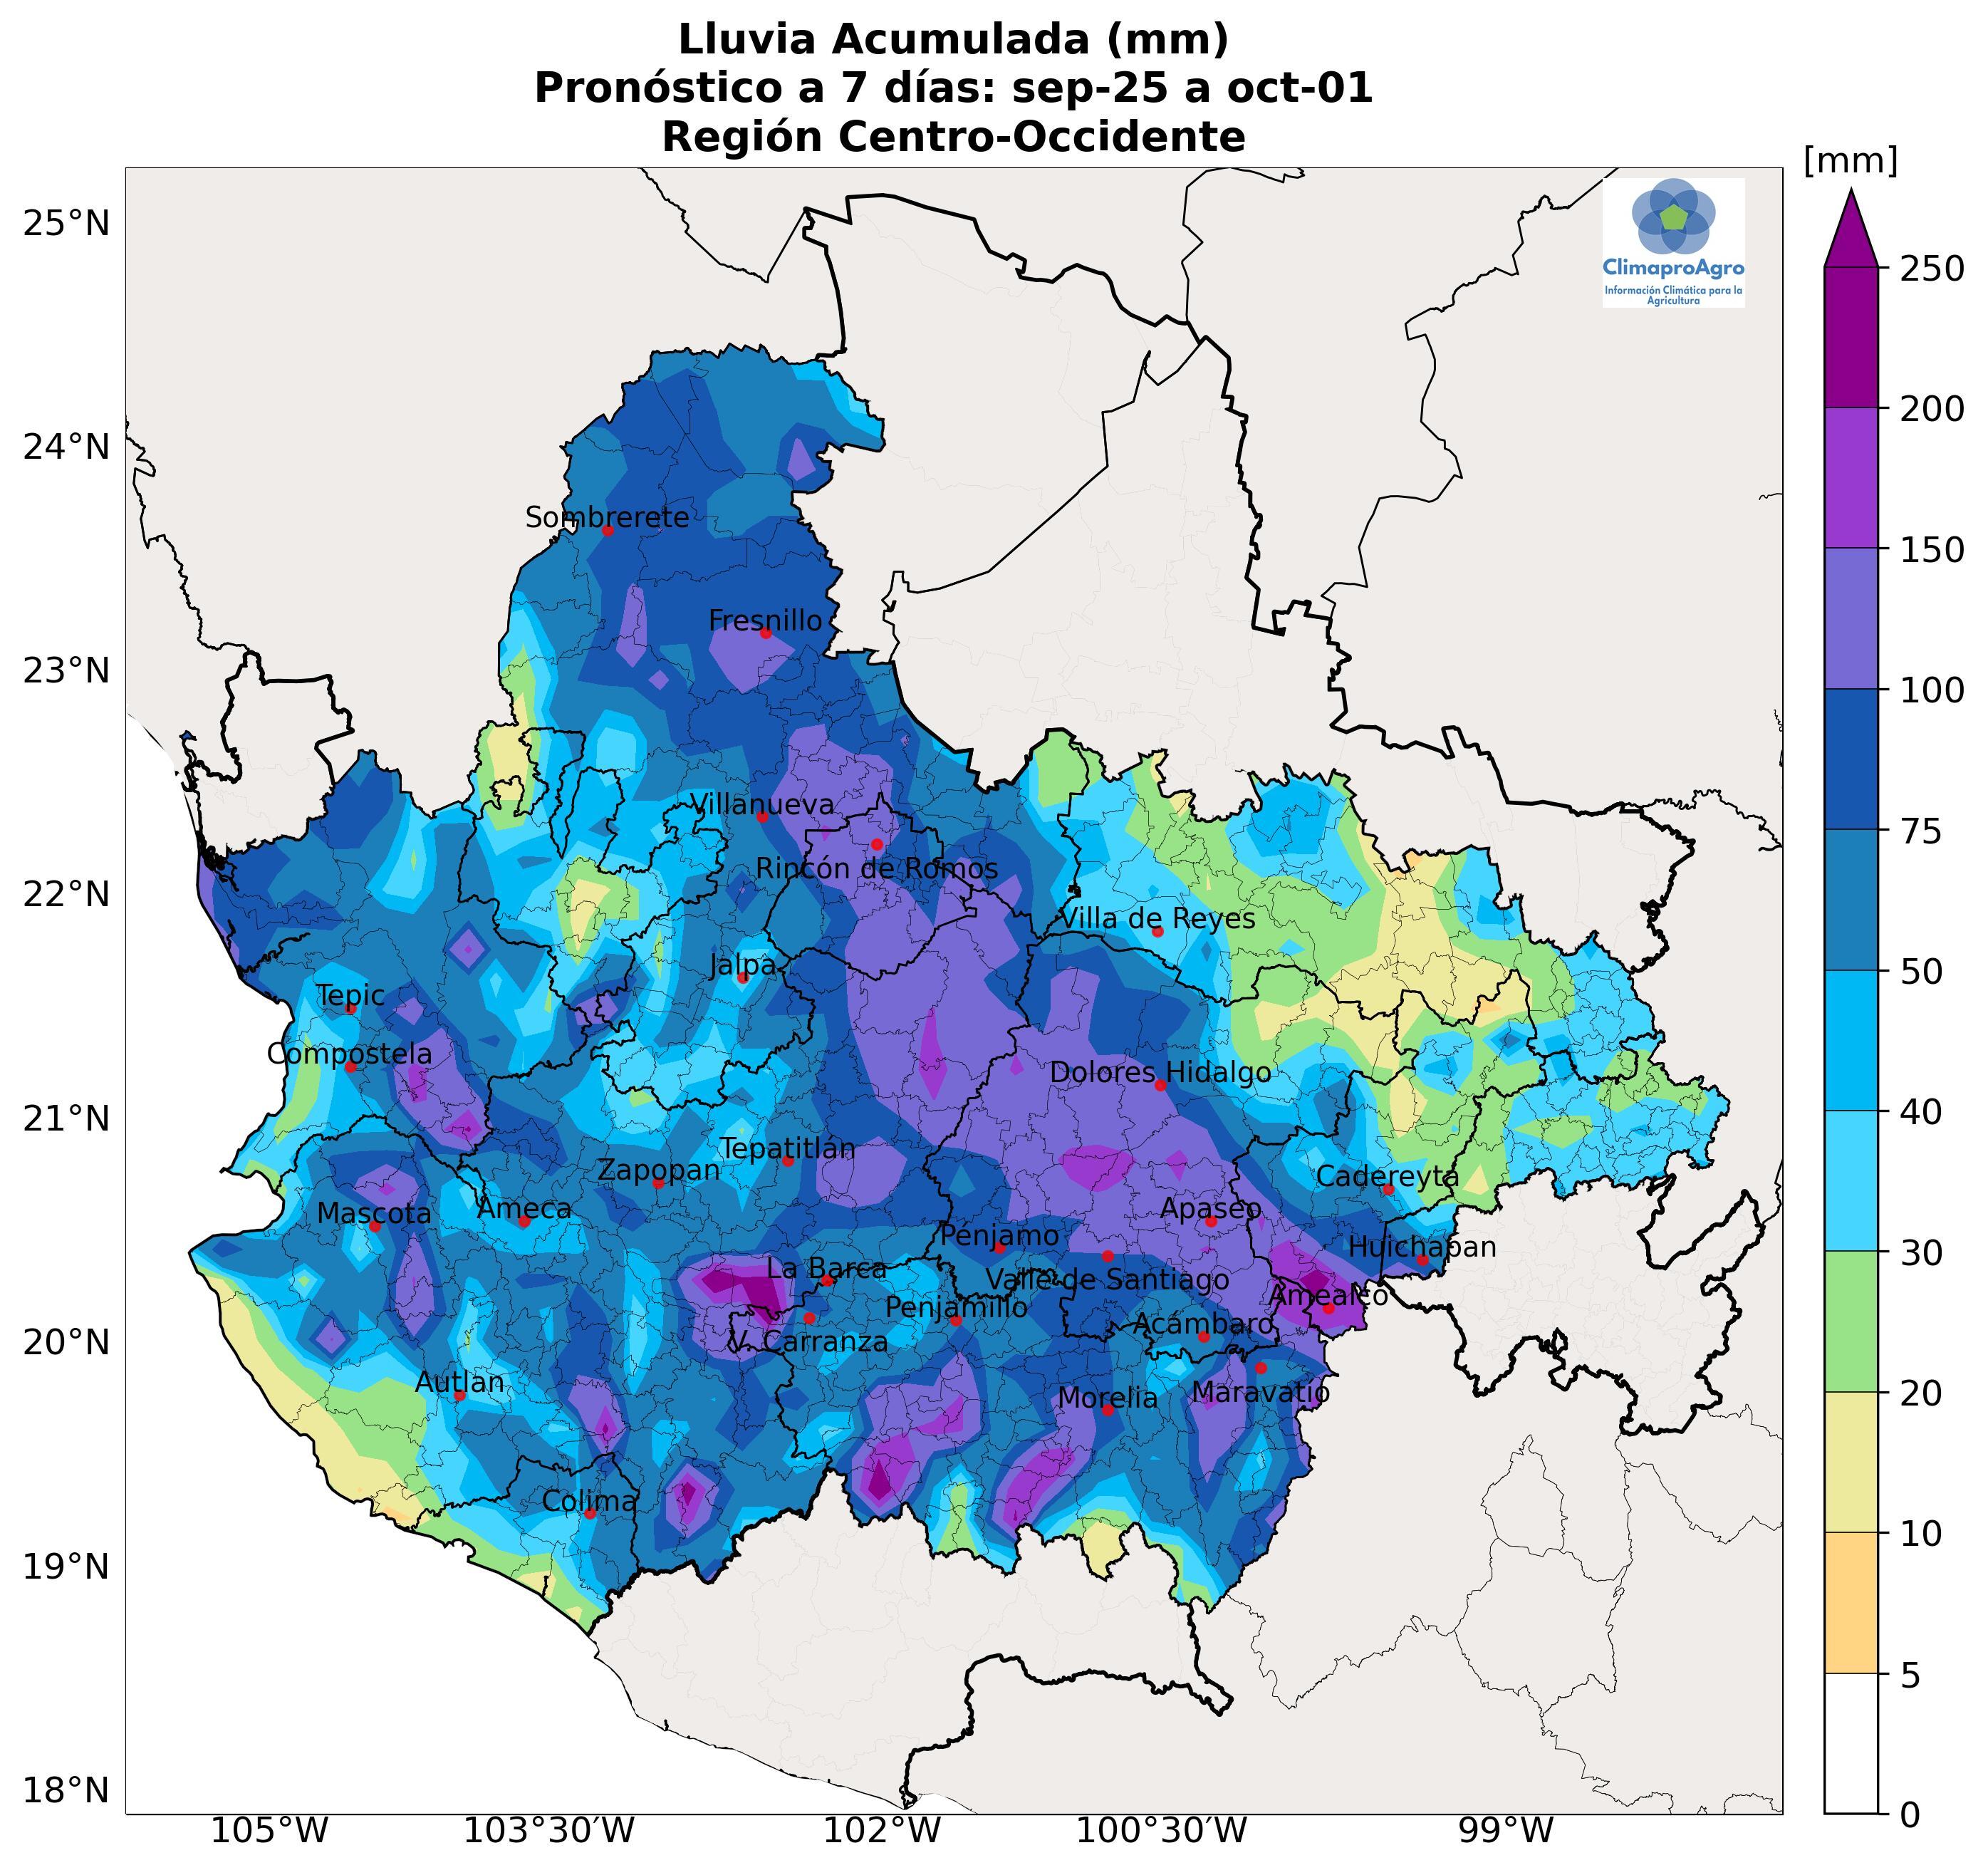 Lluvia Acumulada (mm)
Pronóstico a 7 días: sep-25 a oct-01
Región Centro-Occidente
[mm]
25°N
24°N
23°N
22°N
21°N
20°N
19°N
18°N
ClimaproAgro
Información Climática para la
Agricultura
Sombrerete
Fresnillo
Villanueva
Rincón de Romos
Villa de Reyes
Jalpa
Tepic
Compostela
Dolores Hidalgo
Tepatitlán
Zapopan
Cadereyta
Mascota
Ameca
Apaseo
Penjamo
Huichapan
La Barca
Valle de Santiago
Amealco
Penjamillo
Acámbaro
V. Carranza
Autlan
Morelia
Maravatio
Colima
105°W
103°30'W
102°W
100°30'W
99°W
250
200
150
100
75
50
40
30
20
10
5
0